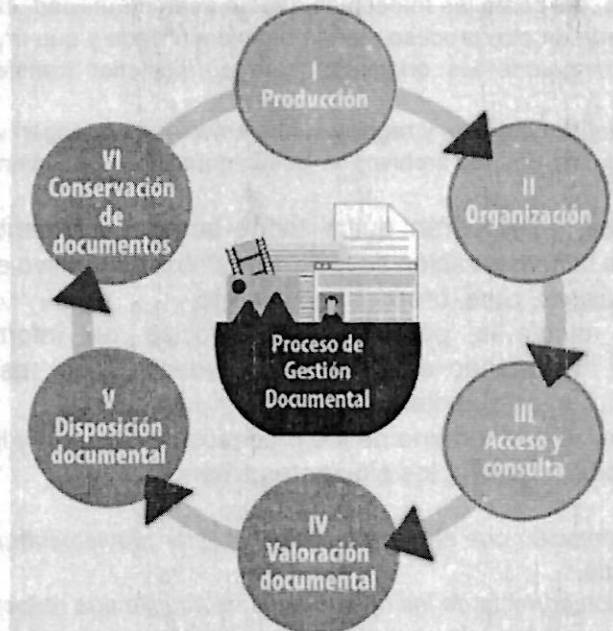 I
Producción
II
Organización
III
Acceso y
consulta
IV
Valoración
documental
V
Disposición
documental
VI
Conservación
de
documentos
Proceso de
Gestión
Documental